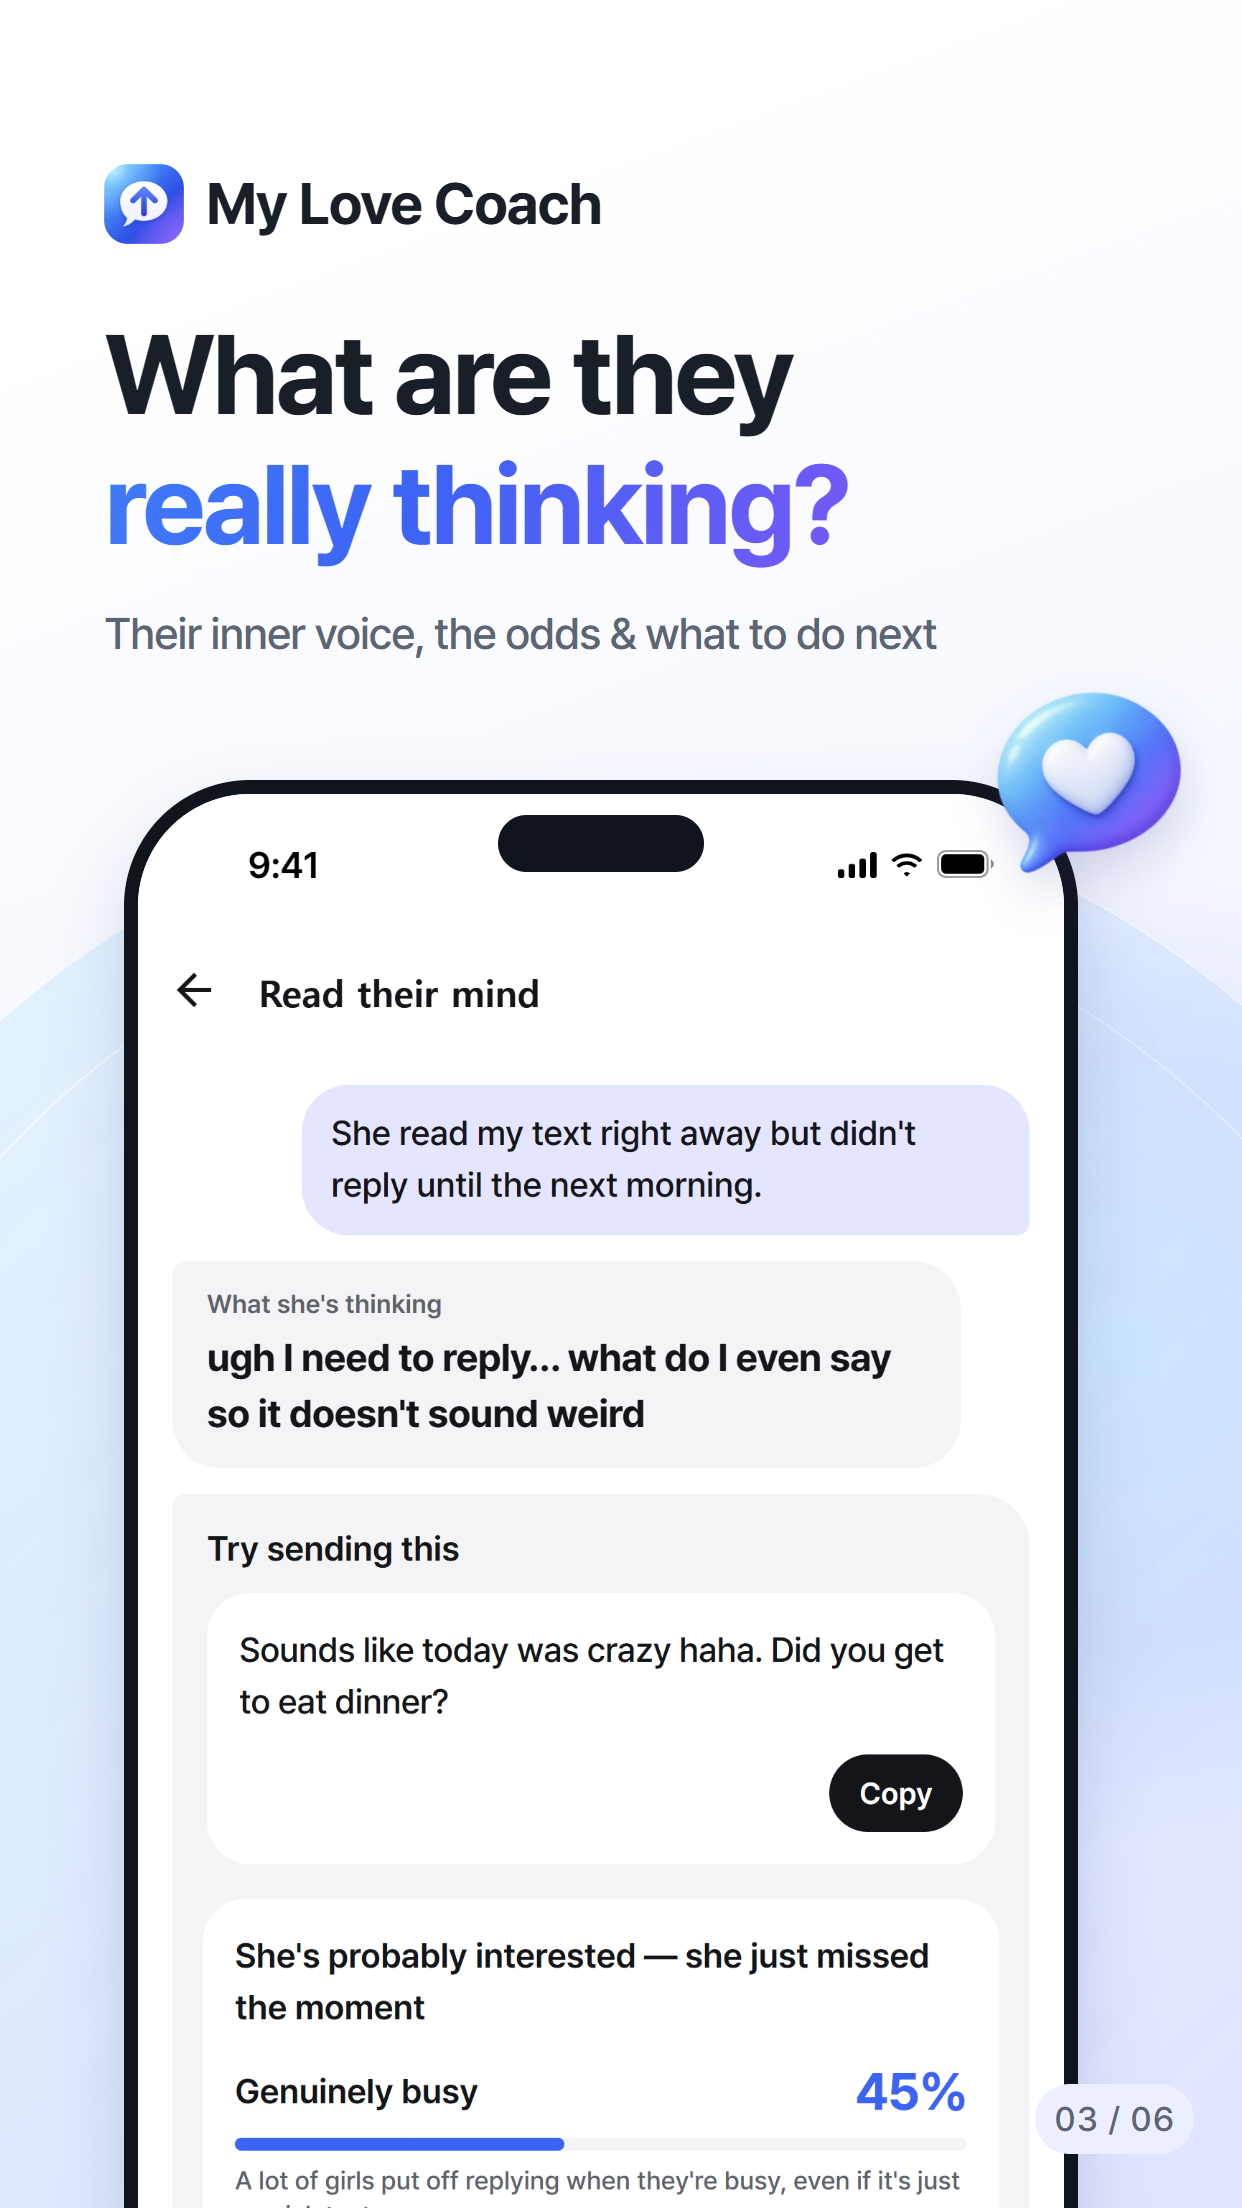 My Love Coach
What are they
really thinking?
Their inner voice, the odds & what to do next
9:41
Read their mind
She read my text right away but didn't
reply until the next morning.
What she's thinking
ugh I need to reply... what do I even say
so it doesn't sound weird
Try sending this
Sounds like today was crazy haha. Did you get
to eat dinner?
Copy
She's probably interested — she just missed
the moment
Genuinely busy
45%
03 / 06
A lot of girls put off replying when they're busy, even if it's just